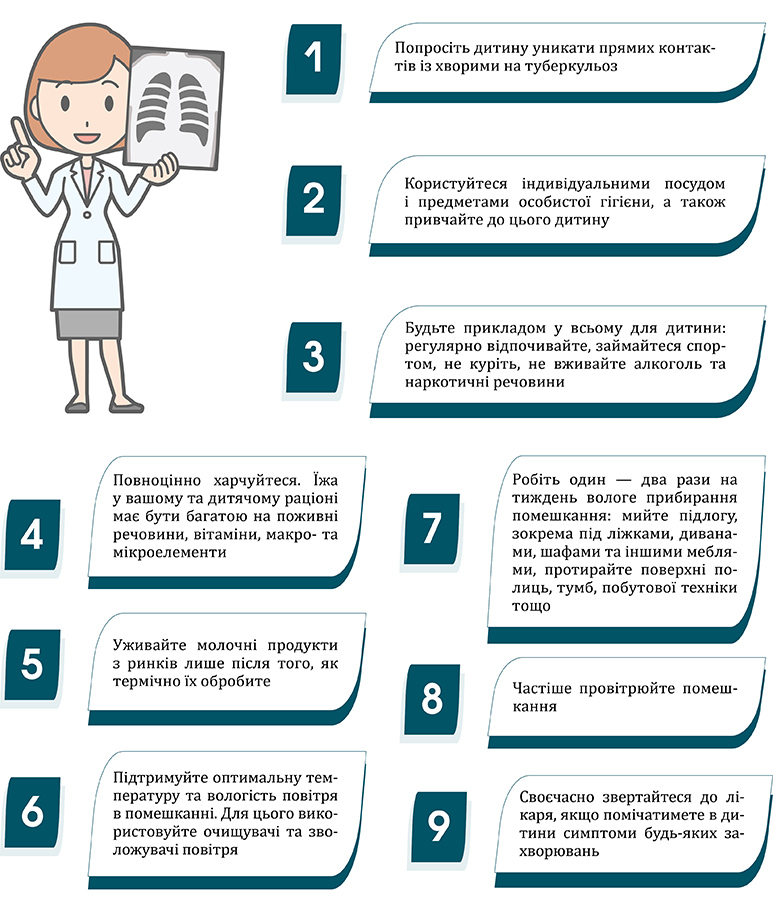 1
Попросіть дитину уникати прямих контак-
тів із хворими на туберкульоз
2
Користуйтеся індивідуальними посудом
і предметами особистої гігієни, а також
привчайте до цього дитину
3
Будьте прикладом у всьому для дитини:
регулярно відпочивайте, займайтеся спор-
том, не куріть, не вживайте алкоголь та
наркотичні речовини
4
Повноцінно харчуйтеся. Їжа
у вашому та дитячому раціоні
має бути багатою на поживні
речовини, вітаміни, макро- та
мікроелементи
5
Уживайте молочні продукти
з ринків лише після того, як
термічно їх обробите
6
Підтримуйте оптимальну тем-
пературу та вологість повітря
в помешканні. Для цього вико-
ристовуйте очищувачі та зво-
ложувачі повітря
7
Робіть один — два рази на
тиждень вологе прибирання
помешкання: мийте підлогу,
зокрема під ліжками, дивана-
ми, шафами та іншими мебля-
ми, протирайте поверхні по-
лиць, тумб, побутової техніки
тощо
8
Частіше провітрюйте помеш-
кання
9
Своєчасно звертайтеся до лі-
каря, якщо помічатимете в ди-
тини симптоми будь-яких за-
хворювань